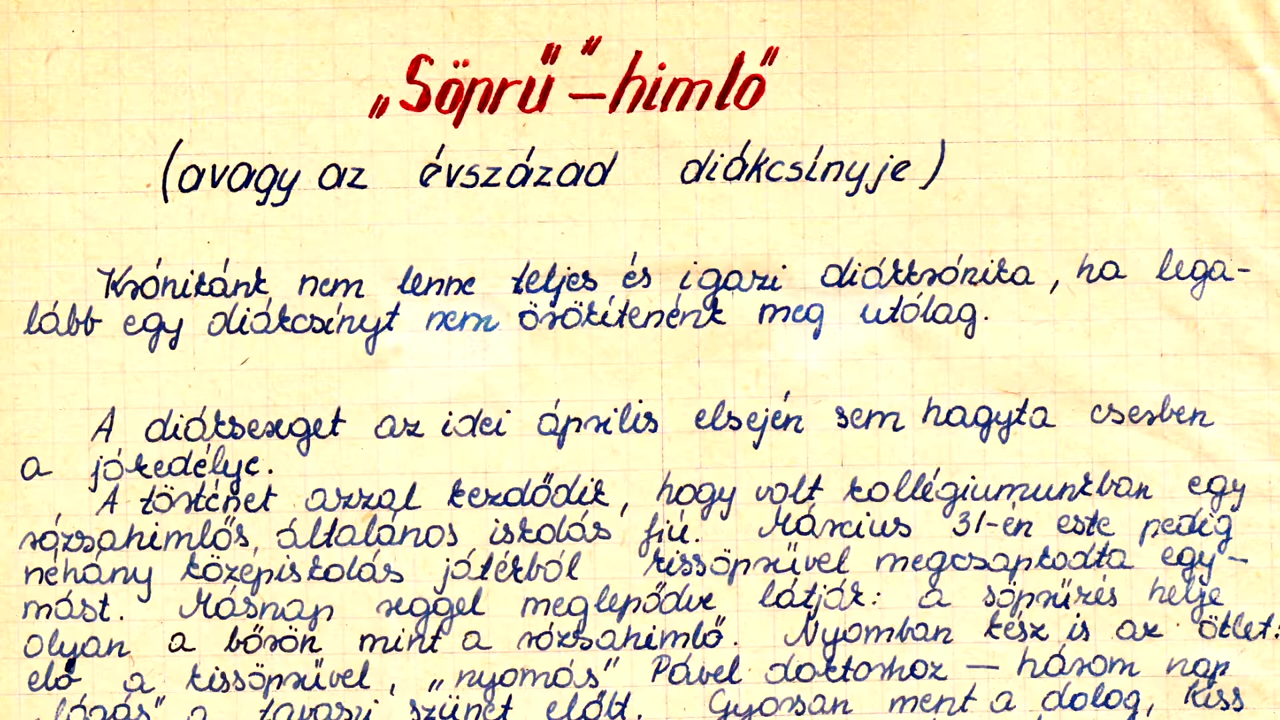 „Söprű"–himlő"
(avagy az évszázad diákcsínyje)
Krónikánk nem lenne teljes és igazi diákkrónika, ha lega-
lább egy diákcsínyt nem örökítenénk meg utólag.
A diáksereget az idei április elsején sem hagyta cserben
a jókedélye.
A történet azzal kezdődik, hogy volt kollégiumunkban egy
rózsahimlős, általános iskolás fiú. Március 31-én este pedig
néhány középiskolás játékból kissöprűvel megcsapkodta egy-
mást. Másnap reggel meglepődve látják: a söprűzés helye
olyan a bőrön mint a rózsahimlő. Nyomban kész is az ötlet:
elő a kissöprűvel, „nyomás" Pável doktorhoz — három nap
„lógás" a tavaszi szünet előtt. Gyorsan ment a dolog, Kiss